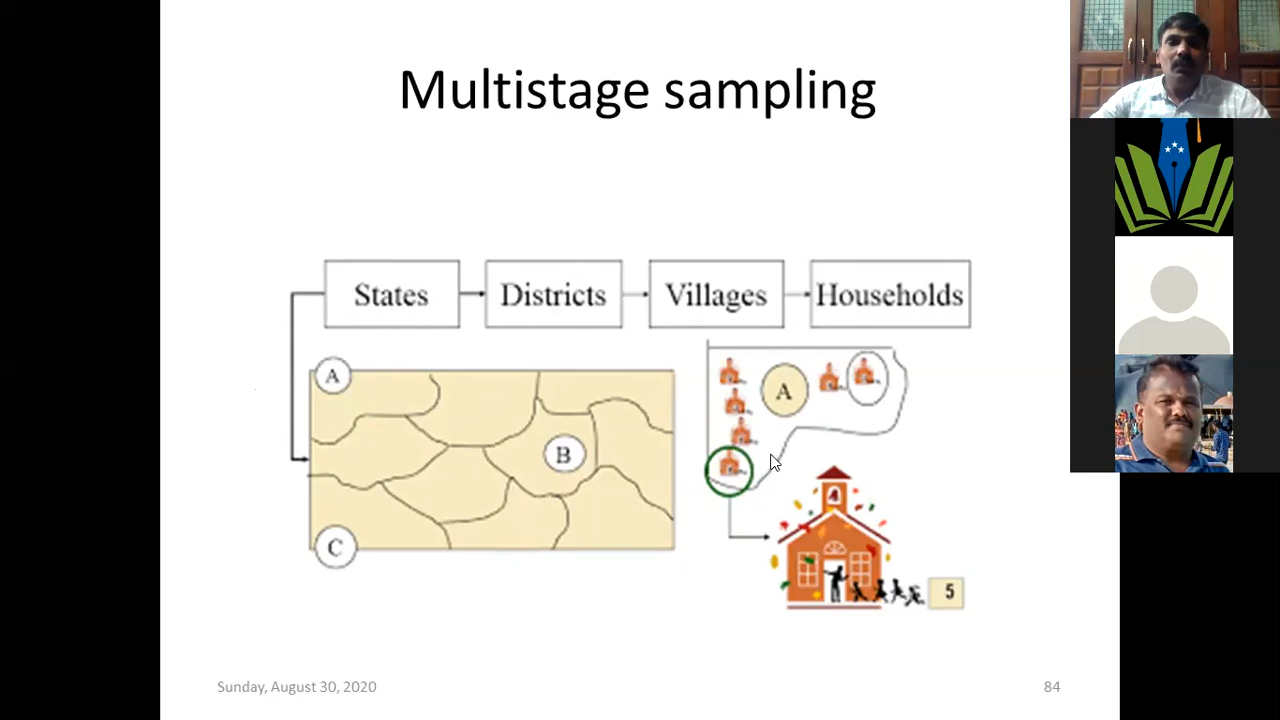 Multistage sampling
States
Districts
Villages
Households
A
B
C
A
5
Sunday, August 30, 2020
84